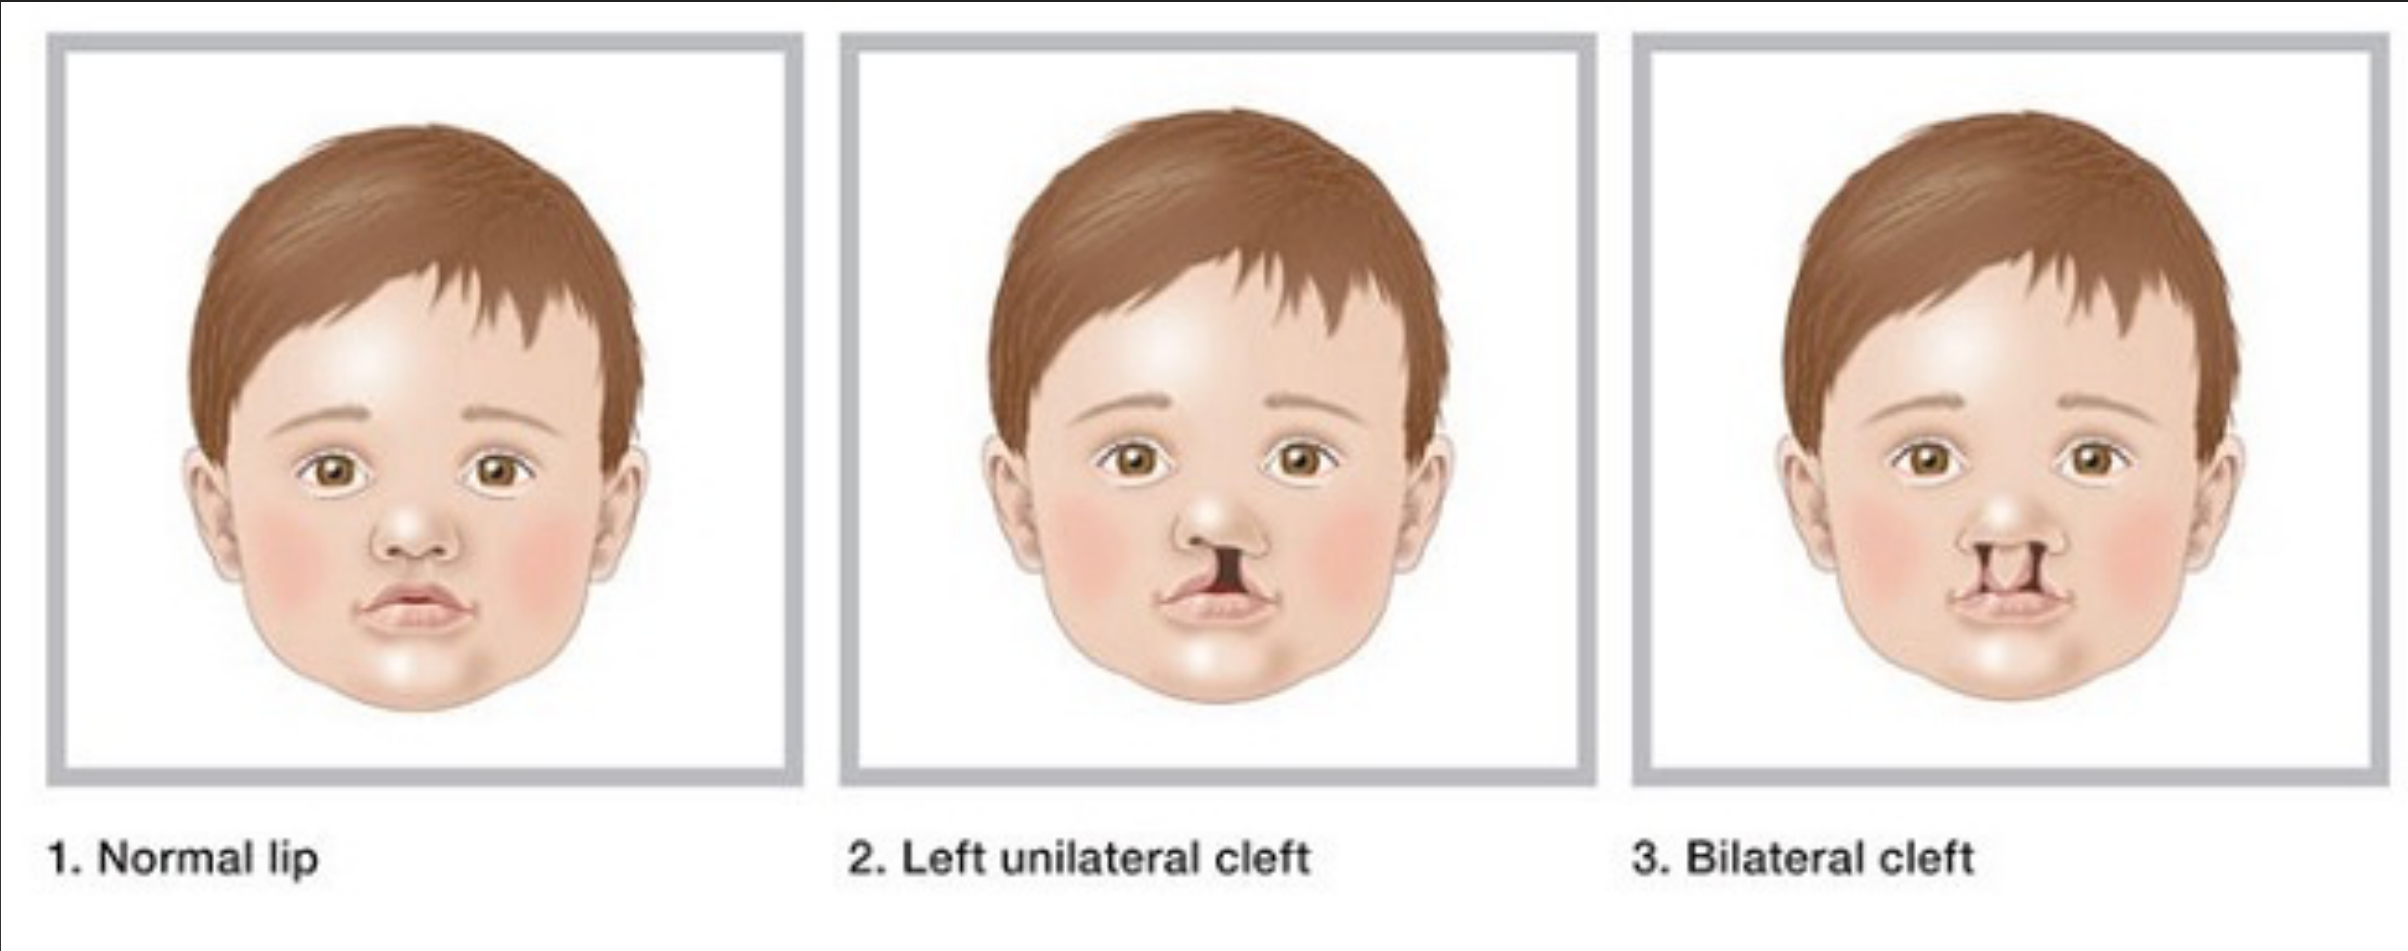 1. Normal lip
2. Left unilateral cleft
3. Bilateral cleft